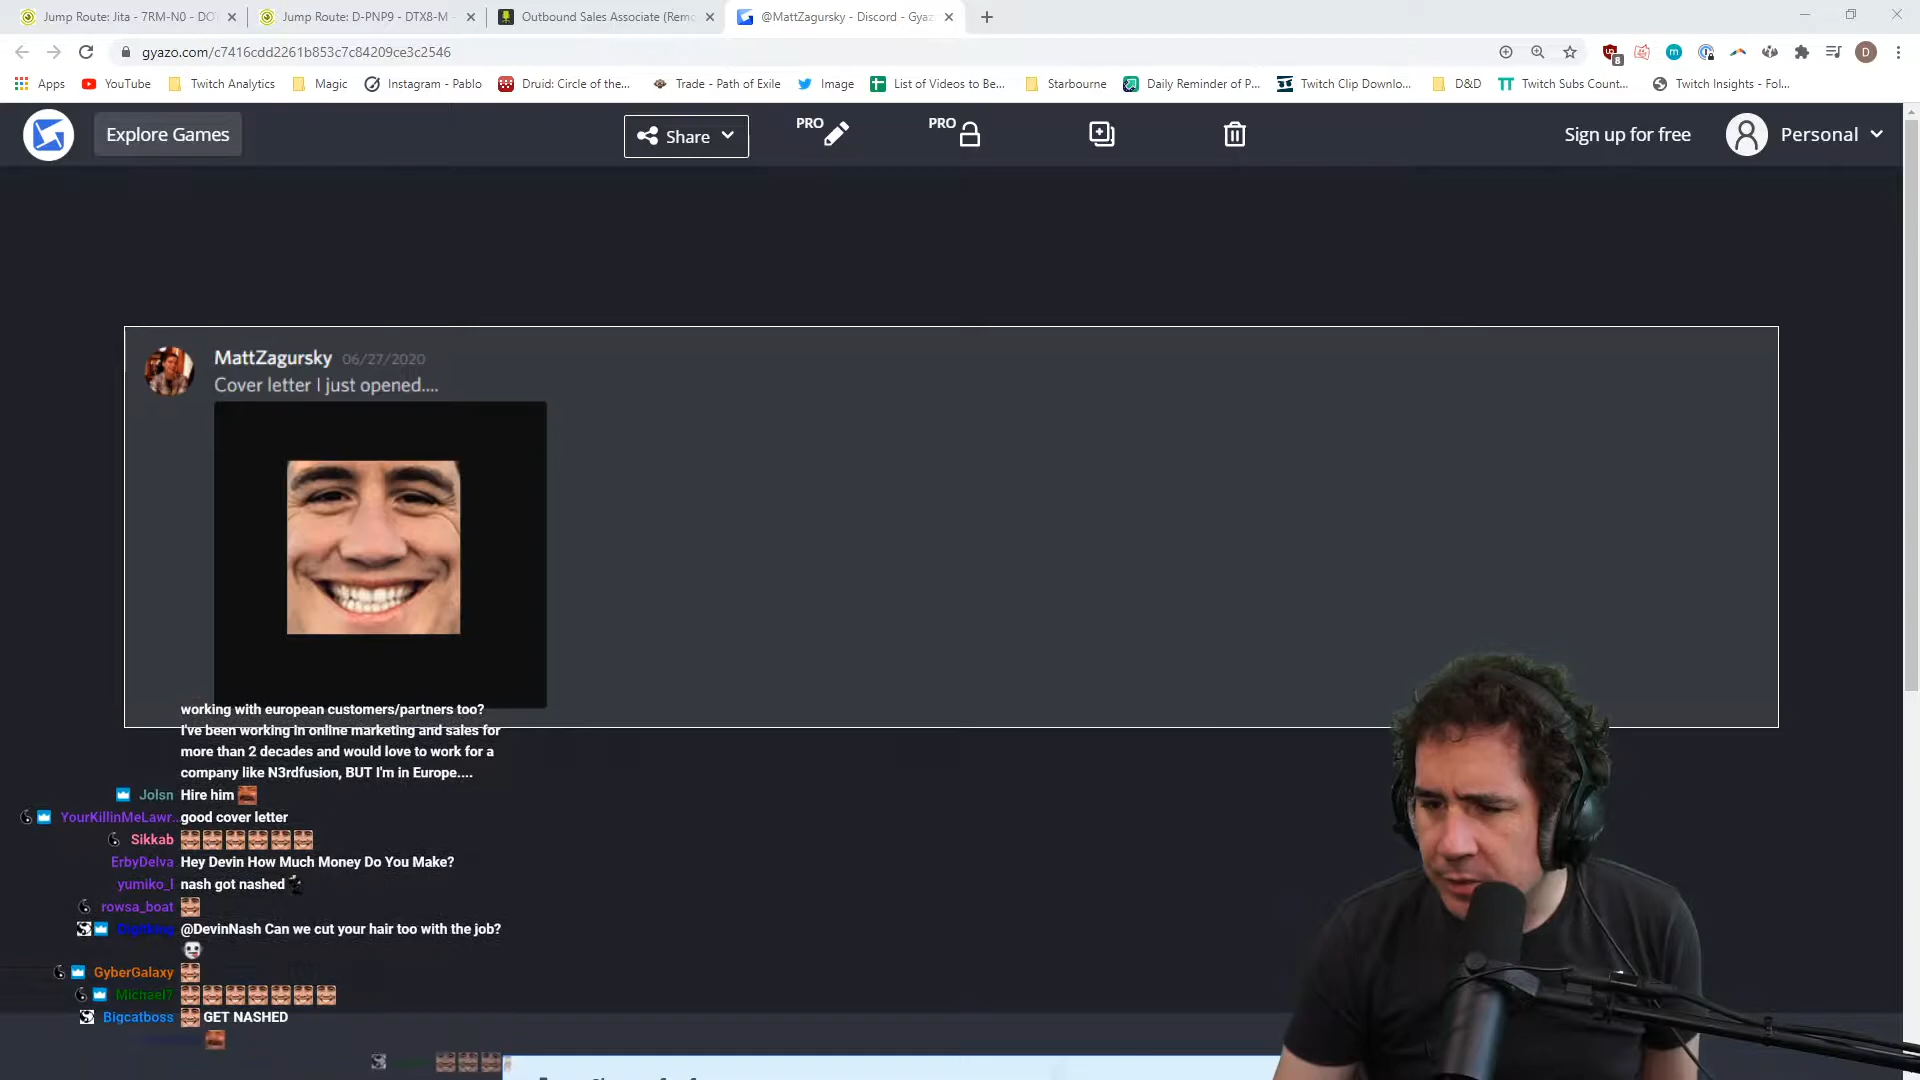 Jump Route: Jita - 7RM-N0 - DO
Jump Route: D-PNP9 - DTX8-M -
Outbound Sales Associate (Remo
@MattZagursky - Discord - Gyaz
gyazo.com/c7416cdd2261b853c7c84209ce3c2546
8
D
Apps
YouTube
Twitch Analytics
Magic
Instagram - Pablo
Druid: Circle of the...
Trade - Path of Exile
Image
List of Videos to Be...
Starbourne
Daily Reminder of P...
Twitch Clip Downlo...
D&D
Twitch Subs Count...
Twitch Insights - Fol...
Explore Games
Share
PRO
PRO
Sign up for free
Personal
MattZagursky 06/27/2020
Cover letter I just opened....
working with european customers/partners too?
I've been working in online marketing and sales for
more than 2 decades and would love to work for a
company like N3rdfusion, BUT I'm in Europe....
Jolsn Hire him
YourKillinMeLawr... good cover letter
Sikkab
ErbyDelva Hey Devin How Much Money Do You Make?
yumiko_l nash got nashed
rowsa_boat
@DevinNash Can we cut your hair too with the job?
GyberGalaxy
Michael7
Bigcatboss GET NASHED